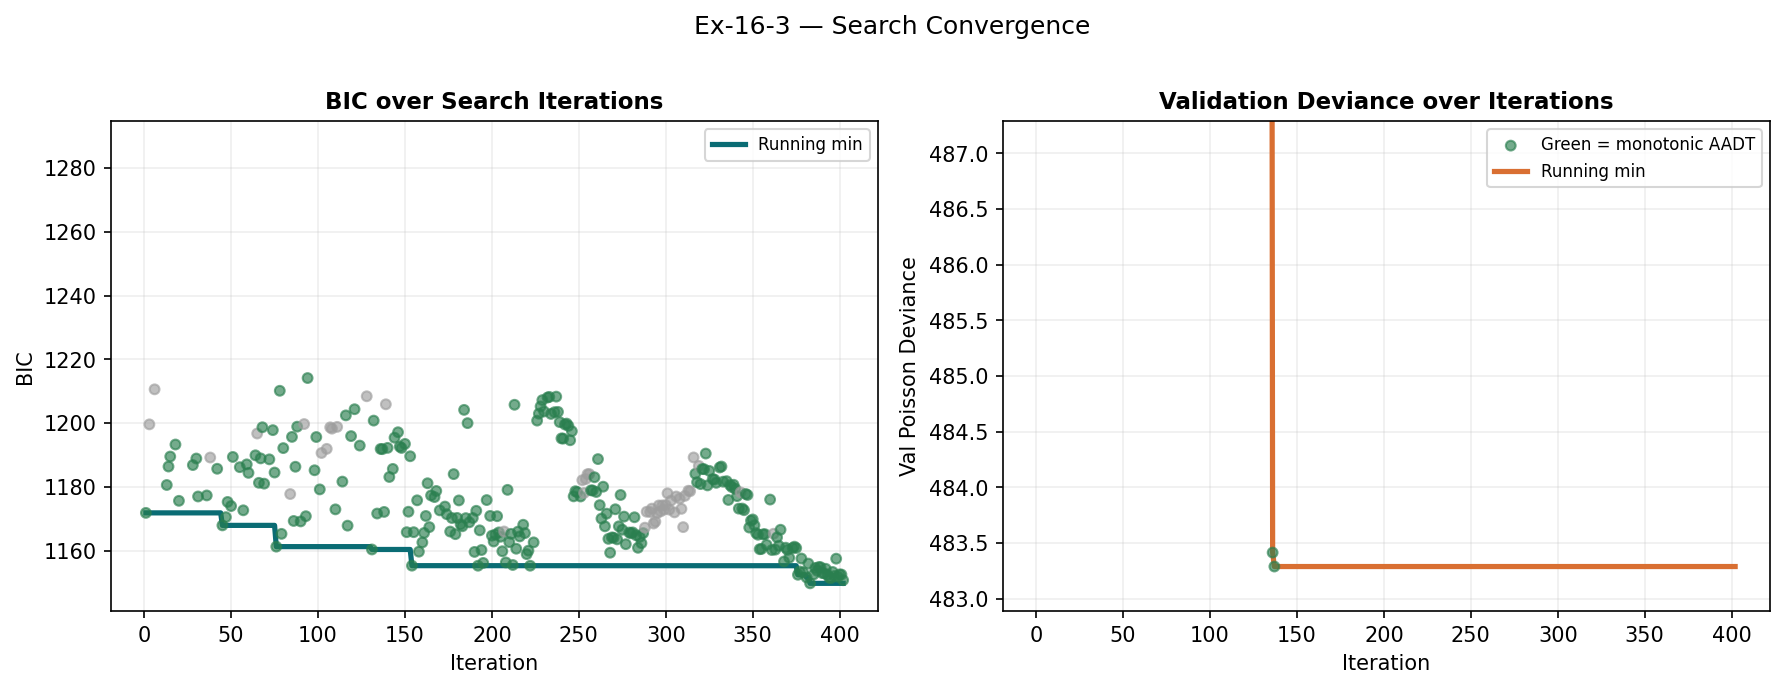 Ex-16-3 — Search Convergence
BIC over Search Iterations
Running min
1280
1260
1240
1220
1200
1180
1160
BIC
0 50 100 150 200 250 300 350 400
Iteration
Validation Deviance over Iterations
Green = monotonic AADT
Running min
487.0
486.5
486.0
485.5
485.0
484.5
484.0
483.5
483.0
Val Poisson Deviance
0 50 100 150 200 250 300 350 400
Iteration